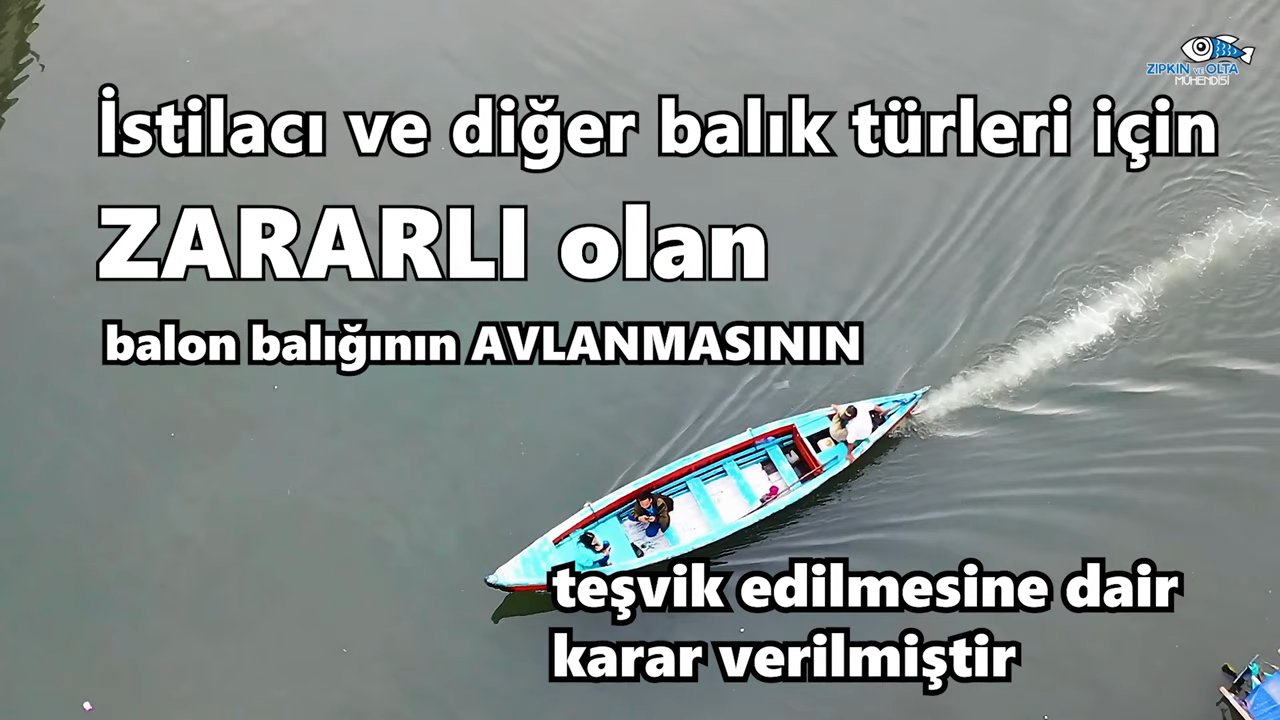 ZIPKIN VE OLTA
MÜHENDİSİ
İstilacı ve diğer balık türleri için
ZARARLI olan
balon balığının AVLANMASININ
teşvik edilmesine dair
karar verilmiştir